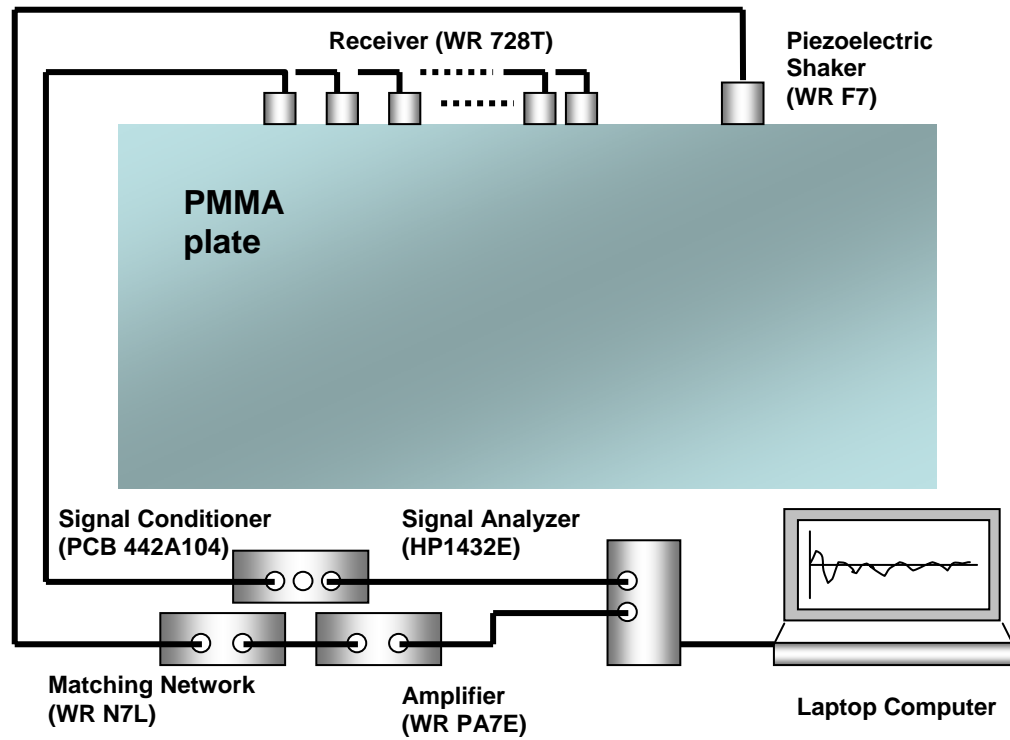 Receiver (WR 728T)
Piezoelectric
Shaker
(WR F7)
PMMA
plate
Signal Conditioner
(PCB 442A104)
Signal Analyzer
(HP1432E)
Matching Network
(WR N7L)
Amplifier
(WR PA7E)
Laptop Computer